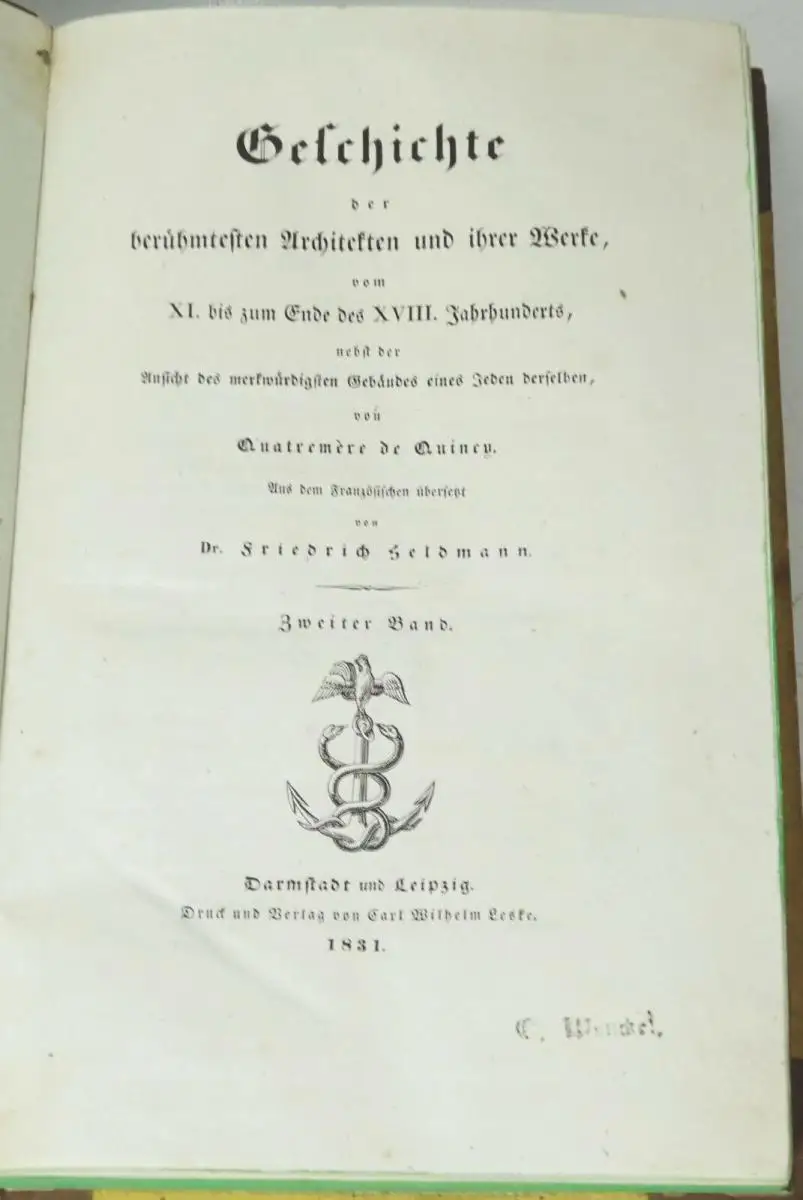 Geschichte
der
berühmtesten Architekten und ihrer Werke,
vom
XI. bis zum Ende des XVIII. Jahrhunderts,
nebst der
Ansicht des merkwürdigsten Gebäudes eines Jeden derselben,
von
Quatremère de Quincy.
Aus dem Französischen übersetzt
von
Dr. Friedrich Heldmann.
Zweiter Band.
Darmstadt und Leipzig.
Druck und Verlag von Carl Wilhelm Leske.
1831.
C.